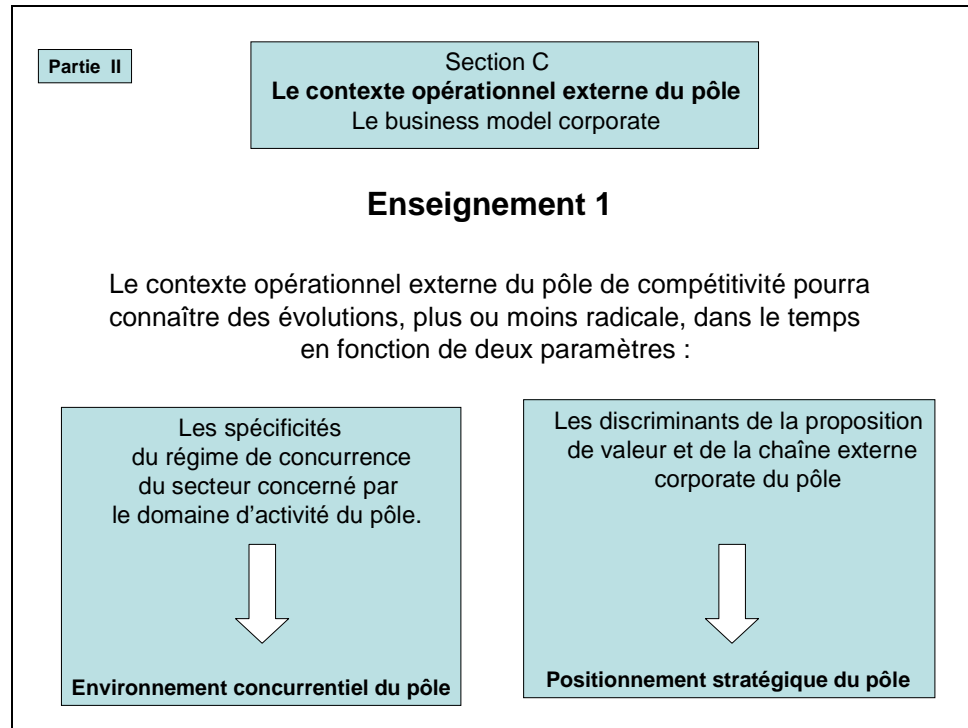 Partie II
Section C
Le contexte opérationnel externe du pôle
Le business model corporate
Enseignement 1
Le contexte opérationnel externe du pôle de compétitivité pourra
connaître des évolutions, plus ou moins radicale, dans le temps
en fonction de deux paramètres :
Les spécificités
du régime de concurrence
du secteur concerné par
le domaine d'activité du pôle.
Environnement concurrentiel du pôle
Les discriminants de la proposition
de valeur et de la chaîne externe
corporate du pôle
Positionnement stratégique du pôle